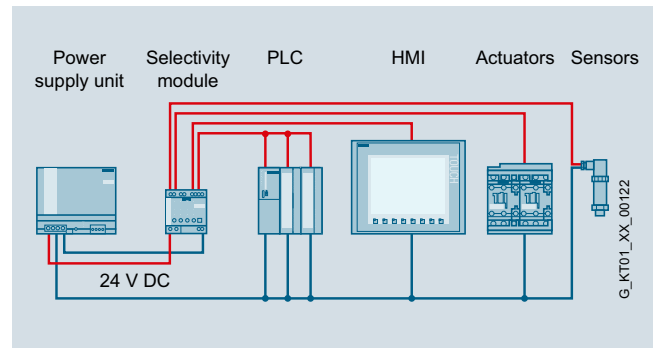 Power
supply unit
Selectivity
module
PLC
HMI
Actuators
Sensors
24 V DC
G_KT01_XX_00122